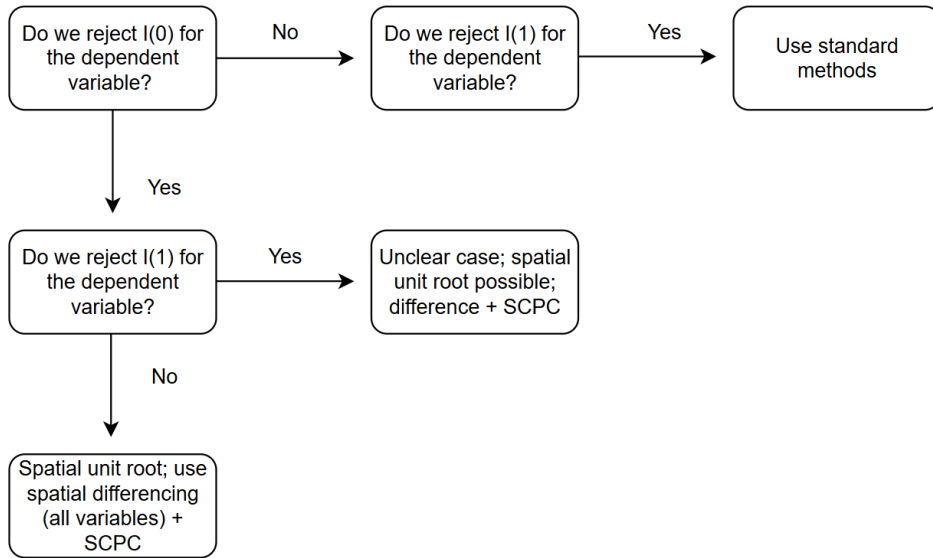 Do we reject I(0) for
the dependent
variable?
No
Do we reject I(1) for
the dependent
variable?
Yes
Use standard
methods
Yes
Do we reject I(1) for
the dependent
variable?
Yes
Unclear case; spatial
unit root possible;
difference + SCPC
No
Spatial unit root; use
spatial differencing
(all variables) +
SCPC